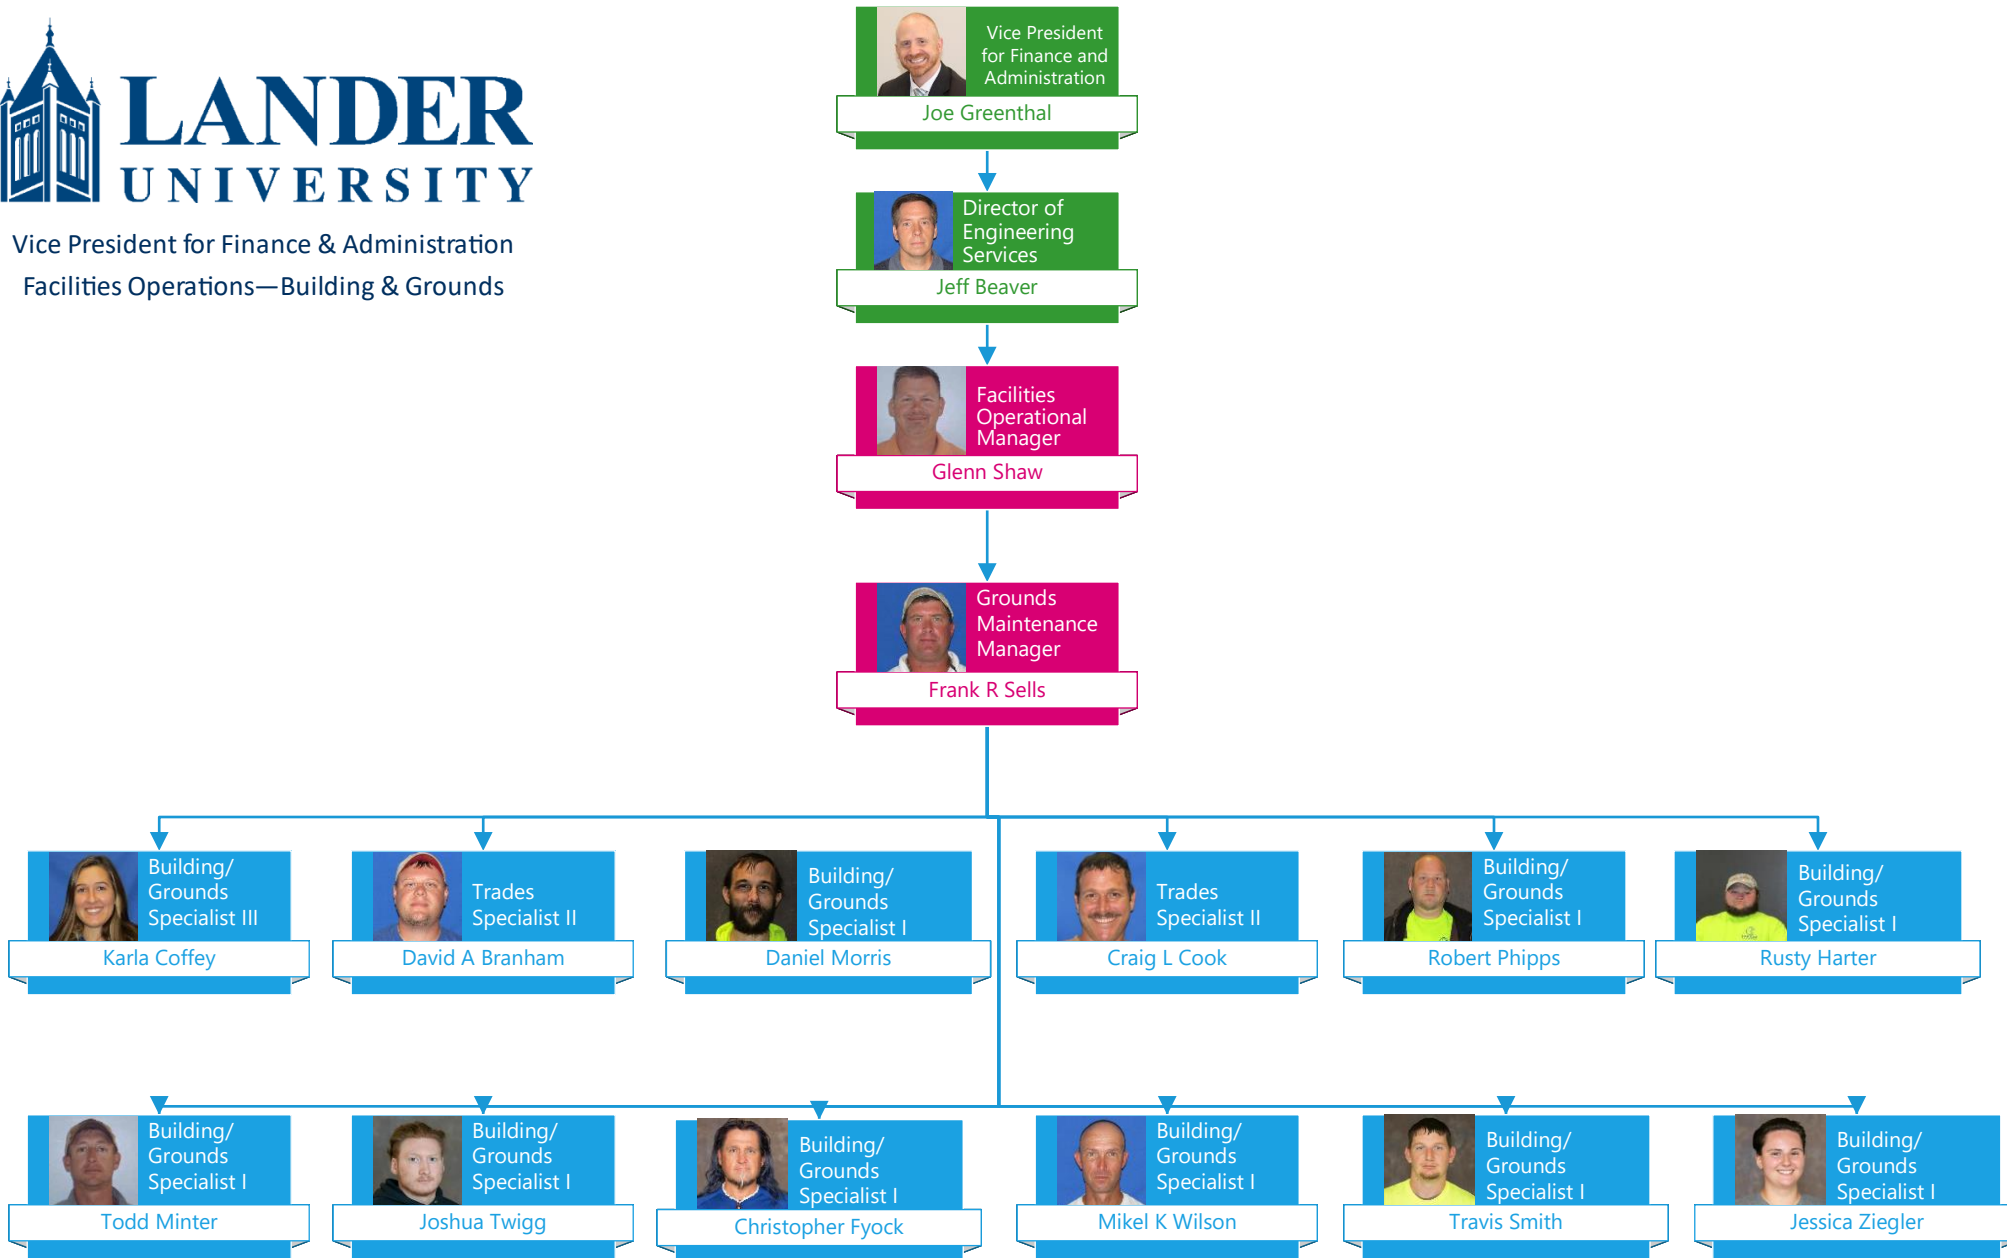 LANDER
UNIVERSITY
Vice President for Finance & Administration
Facilities Operations—Building & Grounds
Vice President
for Finance and
Administration
Joe Greenthal
Director of
Engineering
Services
Jeff Beaver
Facilities
Operational
Manager
Glenn Shaw
Grounds
Maintenance
Manager
Frank R Sells
Building/
Grounds
Specialist III
Karla Coffey
Trades
Specialist II
David A Branham
Building/
Grounds
Specialist I
Daniel Morris
Trades
Specialist II
Craig L Cook
Building/
Grounds
Specialist I
Robert Phipps
Building/
Grounds
Specialist I
Rusty Harter
Building/
Grounds
Specialist I
Todd Minter
Building/
Grounds
Specialist I
Joshua Twigg
Building/
Grounds
Specialist I
Christopher Fyock
Building/
Grounds
Specialist I
Mikel K Wilson
Building/
Grounds
Specialist I
Travis Smith
Building/
Grounds
Specialist I
Jessica Ziegler